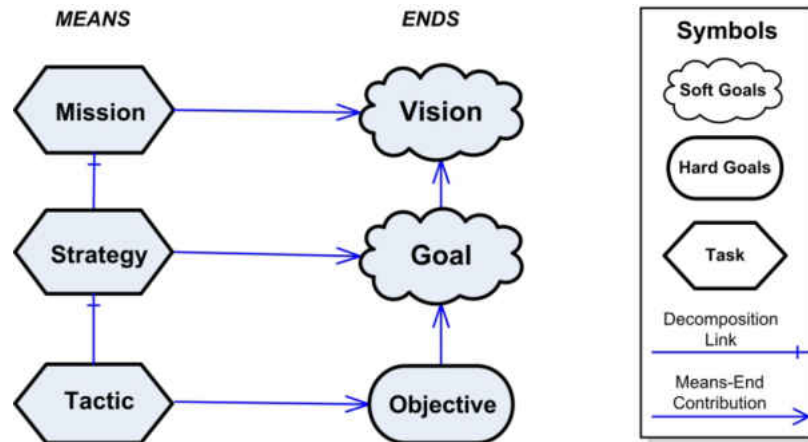 MEANS
ENDS
Mission
Vision
Strategy
Goal
Tactic
Objective
Symbols
Soft Goals
Hard Goals
Task
Decomposition
Link
Means-End
Contribution